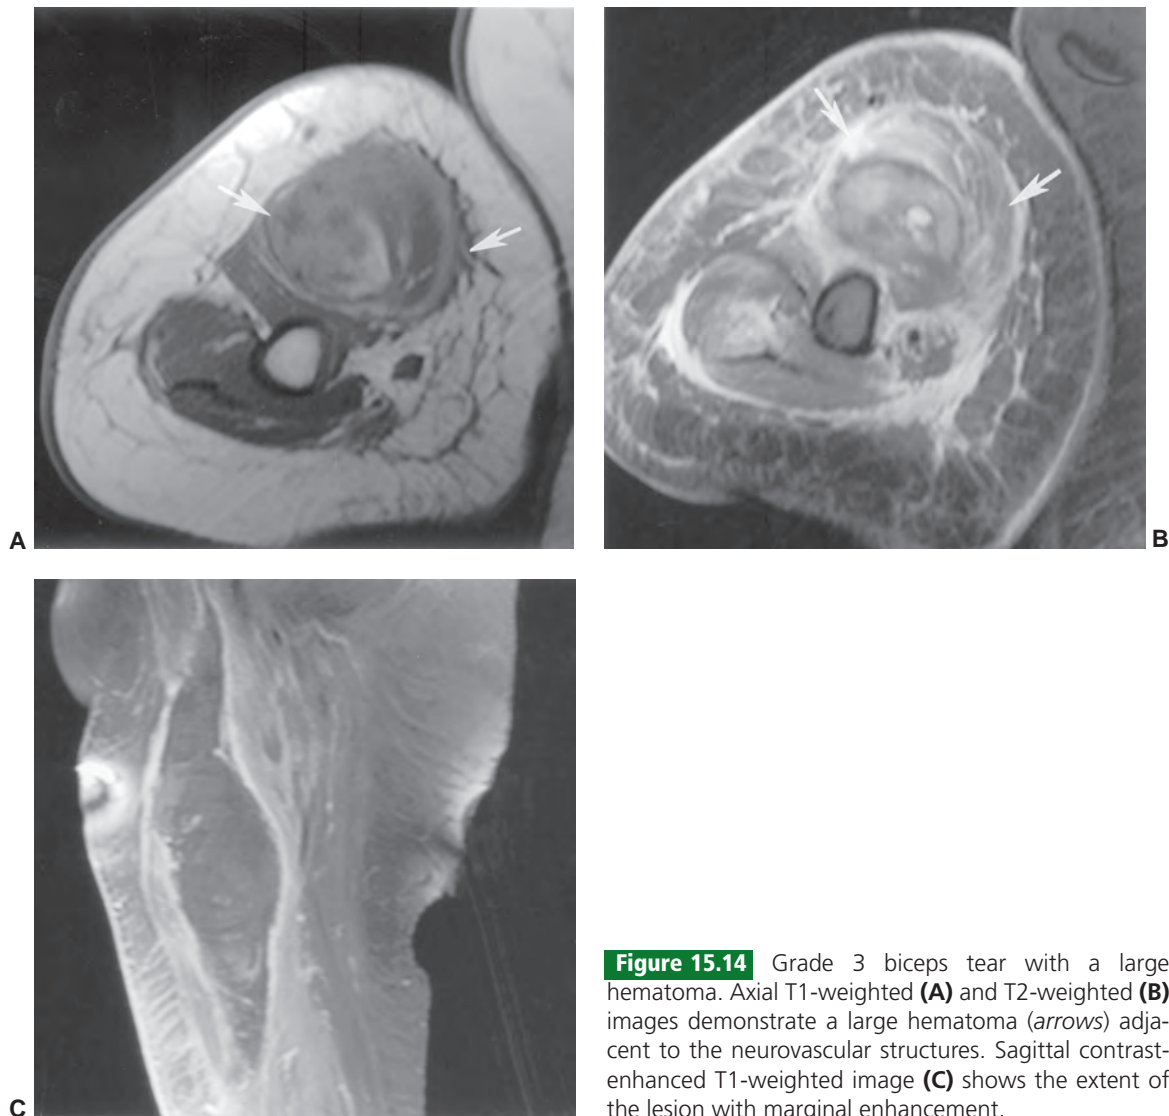 A
B
C
Figure 15.14 Grade 3 biceps tear with a large
hematoma. Axial T1-weighted (A) and T2-weighted (B)
images demonstrate a large hematoma (arrows) adja-
cent to the neurovascular structures. Sagittal contrast-
enhanced T1-weighted image (C) shows the extent of
the lesion with marginal enhancement.